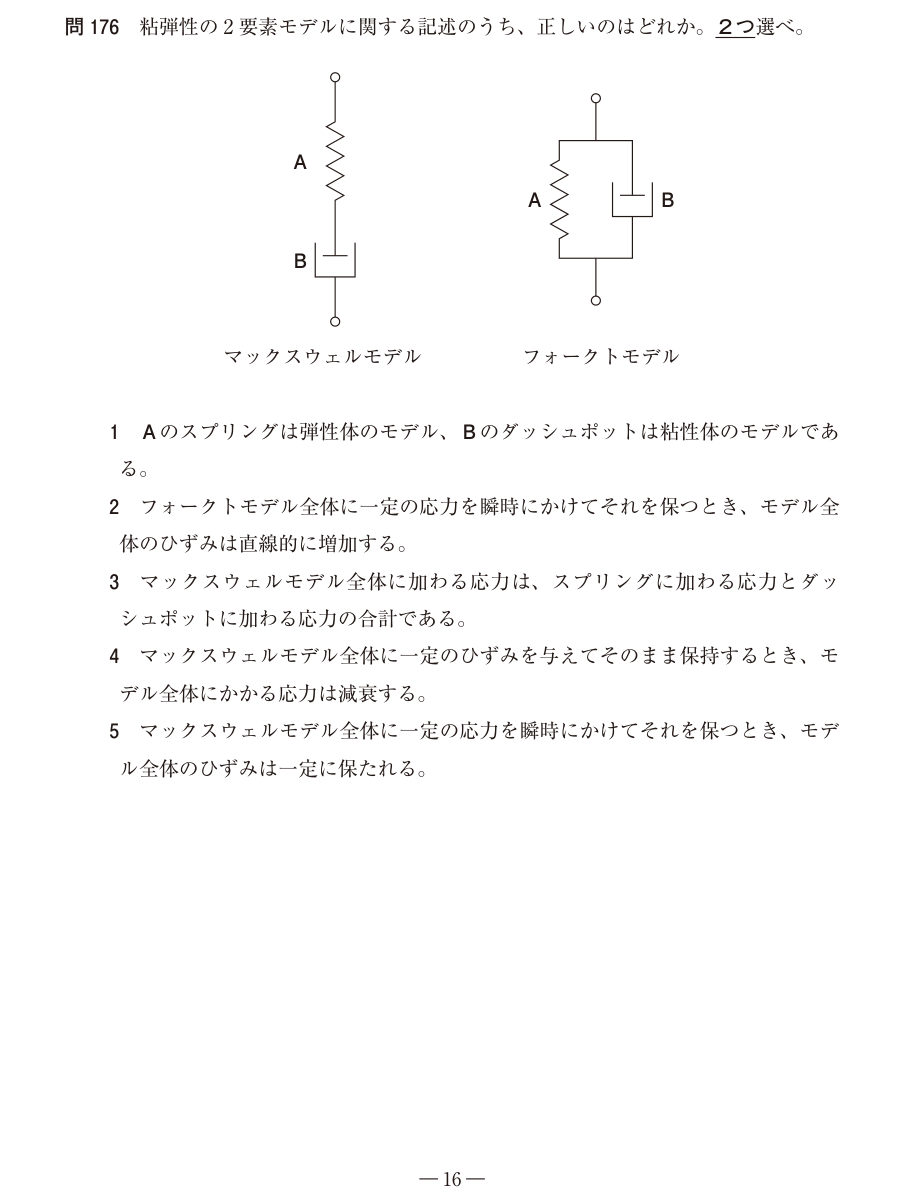 問 176　粘弾性の２要素モデルに関する記述のうち、正しいのはどれか。２つ選べ。
A
B
A
B
マックスウェルモデル
フォークトモデル
1　Aのスプリングは弾性体のモデル、Bのダッシュポットは粘性体のモデルであ
る。
2　フォークトモデル全体に一定の応力を瞬時にかけてそれを保つとき、モデル全
体のひずみは直線的に増加する。
3　マックスウェルモデル全体に加わる応力は、スプリングに加わる応力とダッ
シュポットに加わる応力の合計である。
4　マックスウェルモデル全体に一定のひずみを与えてそのまま保持するとき、モ
デル全体にかかる応力は減衰する。
5　マックスウェルモデル全体に一定の応力を瞬時にかけてそれを保つとき、モデ
ル全体のひずみは一定に保たれる。
― 16 ―